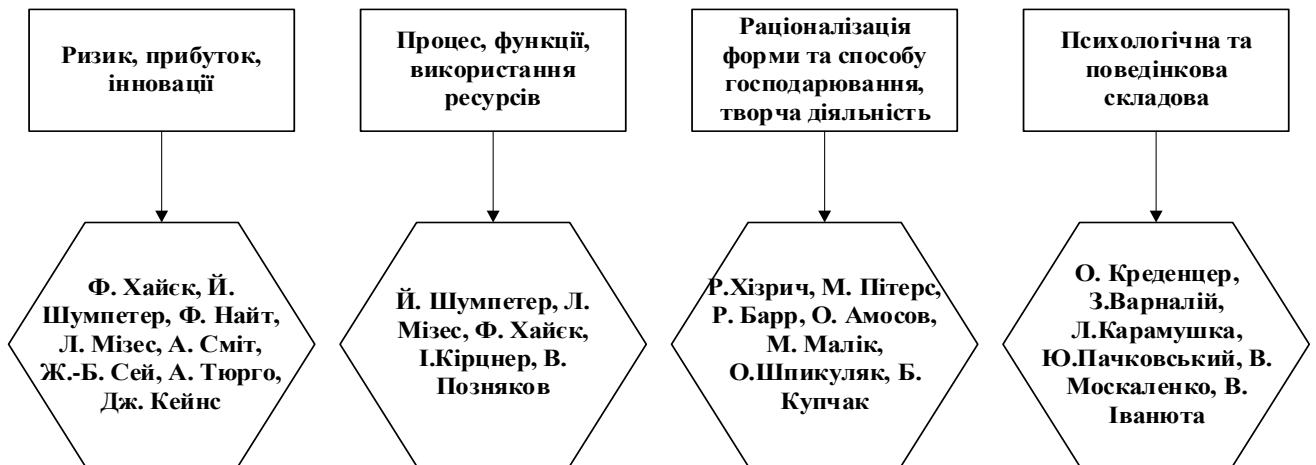 Ризик, прибуток,
інновації
Процес, функції,
використання
ресурсів
Раціоналізація
форми та способу
господарювання,
творча діяльність
Психологічна та
поведінкова
складова
Ф. Хайєк, Й.
Шумпетер, Ф. Найт,
Л. Мізес, А. Сміт,
Ж.-Б. Сей, А. Тюрго,
Дж. Кейнс
Й. Шумпетер, Л.
Мізес, Ф. Хайєк,
І.Кірцнер, В.
Позняков
Р.Хізрич, М. Пітерс,
Р. Барр, О. Амосов,
М. Малік,
О.Шпикуляк, Б.
Купчак
О. Креденцер,
З.Варналій,
Л.Карамушка,
Ю.Пачковський, В.
Москаленко, В.
Іванюта